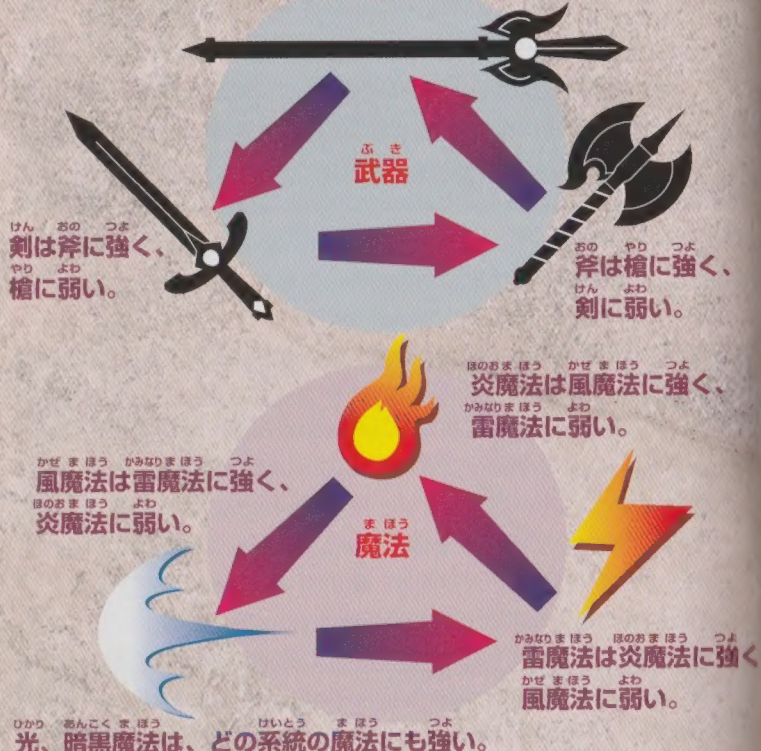 武器
剣は斧に強く、
槍に弱い。
斧は槍に強く、
剣に弱い。
炎魔法は風魔法に強く、
雷魔法に弱い。
風魔法は雷魔法に強く、
炎魔法に弱い。
魔法
雷魔法は炎魔法に強く
風魔法に弱い。
光、暗黒魔法は、どの系統の魔法にも強い。